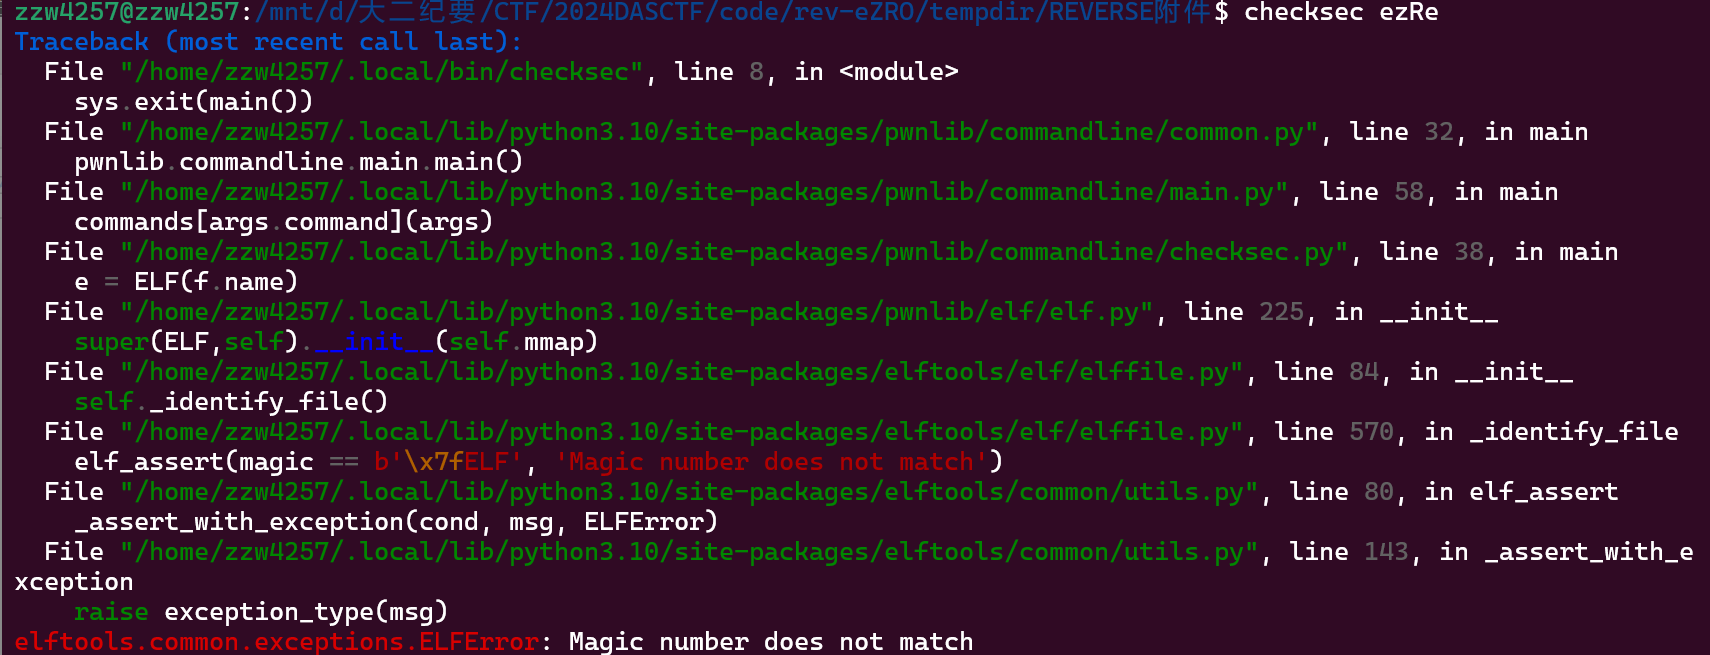 zzw4257@zzw4257:/mnt/d/大二纪要/CTF/2024DASCTF/code/rev-eZRO/tempdir/REVERSE附件$ checksec ezRe
Traceback (most recent call last):
  File "/home/zzw4257/.local/bin/checksec", line 8, in <module>
    sys.exit(main())
  File "/home/zzw4257/.local/lib/python3.10/site-packages/pwnlib/commandline/common.py", line 32, in main
    pwnlib.commandline.main.main()
  File "/home/zzw4257/.local/lib/python3.10/site-packages/pwnlib/commandline/main.py", line 58, in main
    commands[args.command](args)
  File "/home/zzw4257/.local/lib/python3.10/site-packages/pwnlib/commandline/checksec.py", line 38, in main
    e = ELF(f.name)
  File "/home/zzw4257/.local/lib/python3.10/site-packages/pwnlib/elf/elf.py", line 225, in __init__
    super(ELF,self).__init__(self.mmap)
  File "/home/zzw4257/.local/lib/python3.10/site-packages/elftools/elf/elffile.py", line 84, in __init__
    self._identify_file()
  File "/home/zzw4257/.local/lib/python3.10/site-packages/elftools/elf/elffile.py", line 570, in _identify_file
    elf_assert(magic == b'\x7fELF', 'Magic number does not match')
  File "/home/zzw4257/.local/lib/python3.10/site-packages/elftools/common/utils.py", line 80, in elf_assert
    _assert_with_exception(cond, msg, ELFError)
  File "/home/zzw4257/.local/lib/python3.10/site-packages/elftools/common/utils.py", line 143, in _assert_with_e
xception
    raise exception_type(msg)
elftools.common.exceptions.ELFError: Magic number does not match